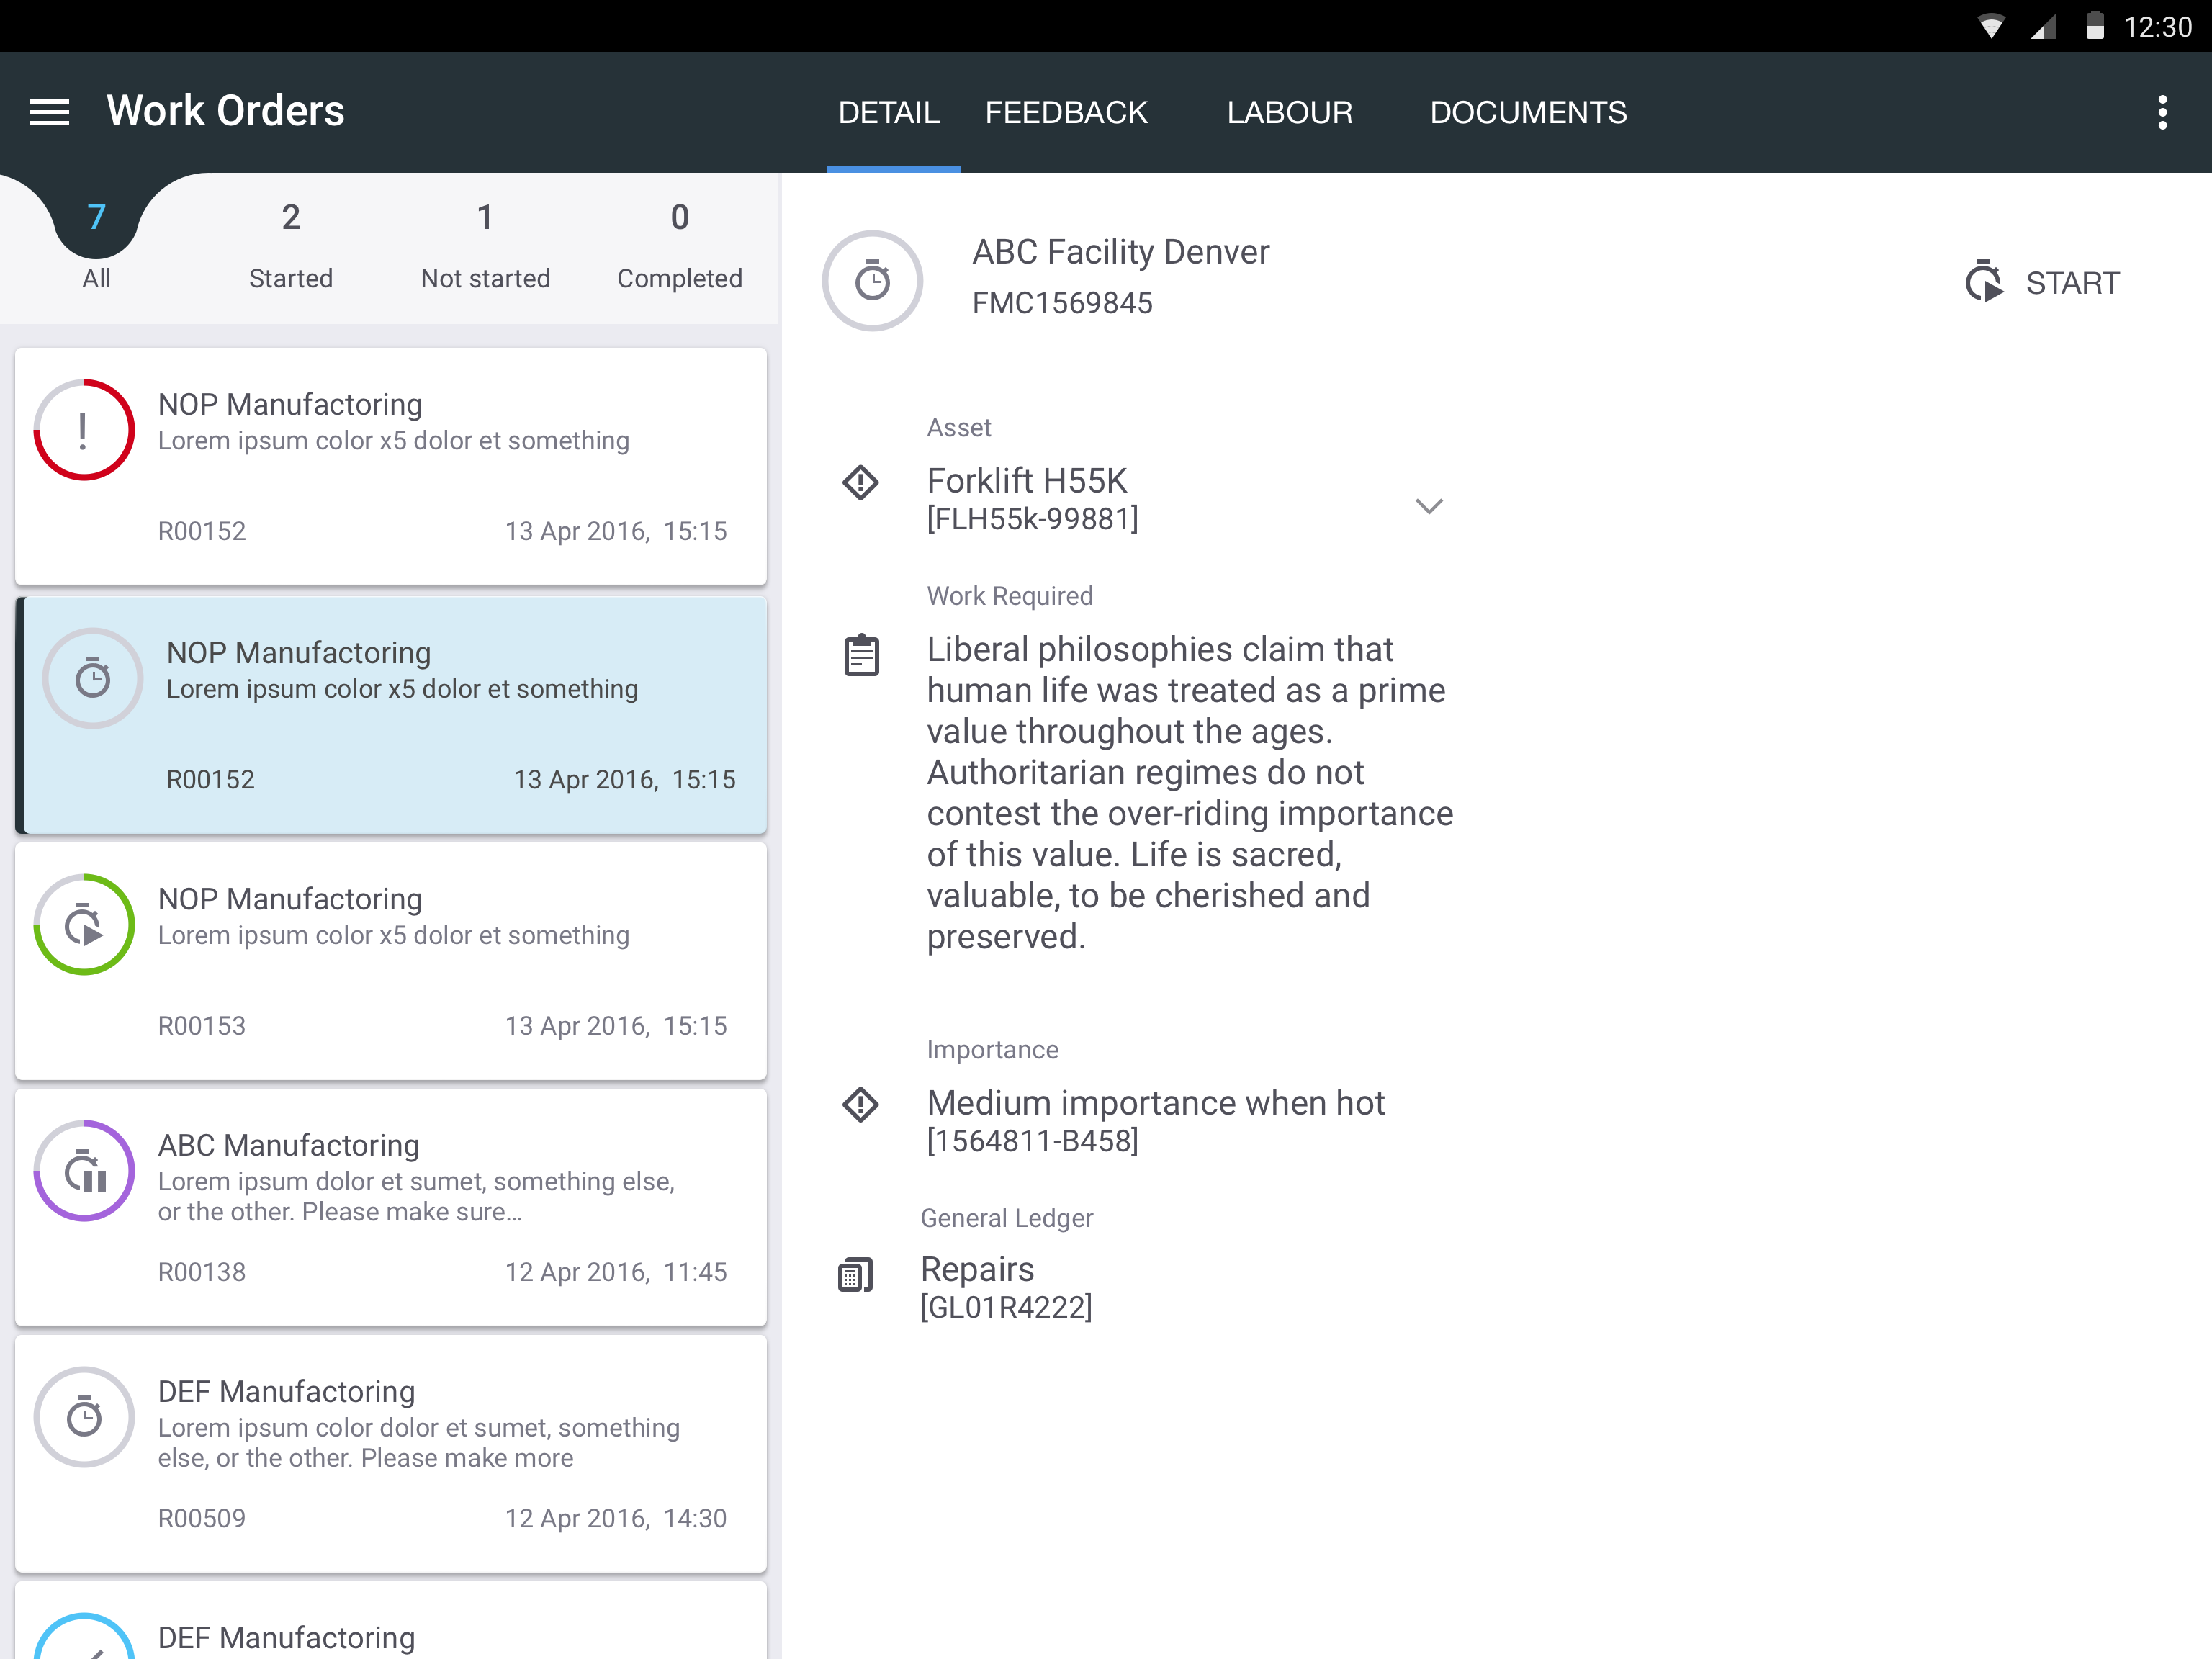 12:30
Work Orders
DETAIL FEEDBACK LABOUR DOCUMENTS
7 2 1 0
All Started Not started Completed
NOP Manufactoring
Lorem ipsum color x5 dolor et something
R00152 13 Apr 2016, 15:15
NOP Manufactoring
Lorem ipsum color x5 dolor et something
R00152 13 Apr 2016, 15:15
NOP Manufactoring
Lorem ipsum color x5 dolor et something
R00153 13 Apr 2016, 15:15
ABC Manufactoring
Lorem ipsum dolor et sumet, something else,
or the other. Please make sure...
R00138 12 Apr 2016, 11:45
DEF Manufactoring
Lorem ipsum color dolor et sumet, something
else, or the other. Please make more
R00509 12 Apr 2016, 14:30
DEF Manufactoring
ABC Facility Denver
FMC1569845
START
Asset
Forklift H55K
[FLH55k-99881]
Work Required
Liberal philosophies claim that
human life was treated as a prime
value throughout the ages.
Authoritarian regimes do not
contest the over-riding importance
of this value. Life is sacred,
valuable, to be cherished and
preserved.
Importance
Medium importance when hot
[1564811-B458]
General Ledger
Repairs
[GL01R4222]